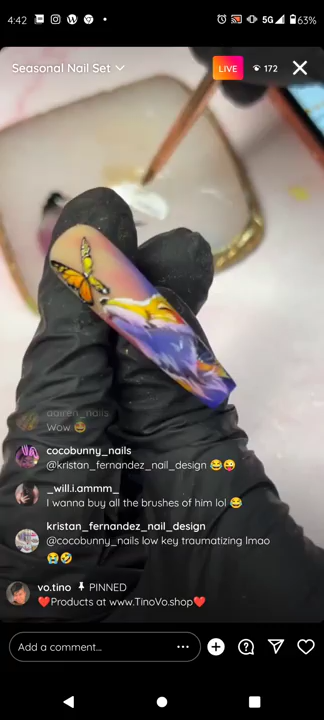 4:42
5G
63%
Seasonal Nail Set
LIVE
172
dairen_nails
Wow 🤩
cocobunny_nails
@kristan_fernandez_nail_design 😂😜
_will.i.ammm_
I wanna buy all the brushes of him lol 😂
kristan_fernandez_nail_design
@cocobunny_nails low key traumatizing lmao
😭🤣
vo.tino 📌 PINNED
❤️Products at www.TinoVo.shop❤️
Add a comment...